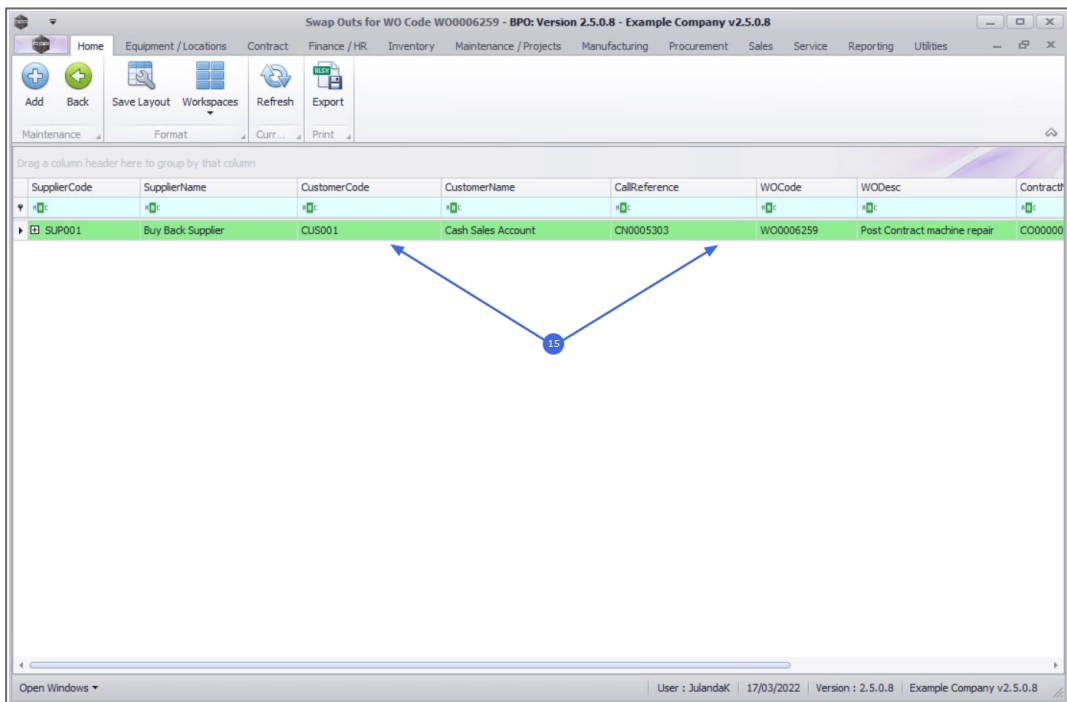 Swap Outs for WO Code WO0006259 - BPO: Version 2.5.0.8 - Example Company v2.5.0.8
Home Equipment / Locations Contract Finance / HR Inventory Maintenance / Projects Manufacturing Procurement Sales Service Reporting Utilities
XLSX
Add Back Save Layout Workspaces Refresh Export
Maintenance Format Curr... Print
Drag a column header here to group by that column
SupplierCode SupplierName CustomerCode CustomerName CallReference WOCode WODesc ContractN
SUP001 Buy Back Supplier CUS001 Cash Sales Account CN0005303 WO0006259 Post Contract machine repair CO00000
15
Open Windows User : JulandaK 17/03/2022 Version : 2.5.0.8 Example Company v2.5.0.8